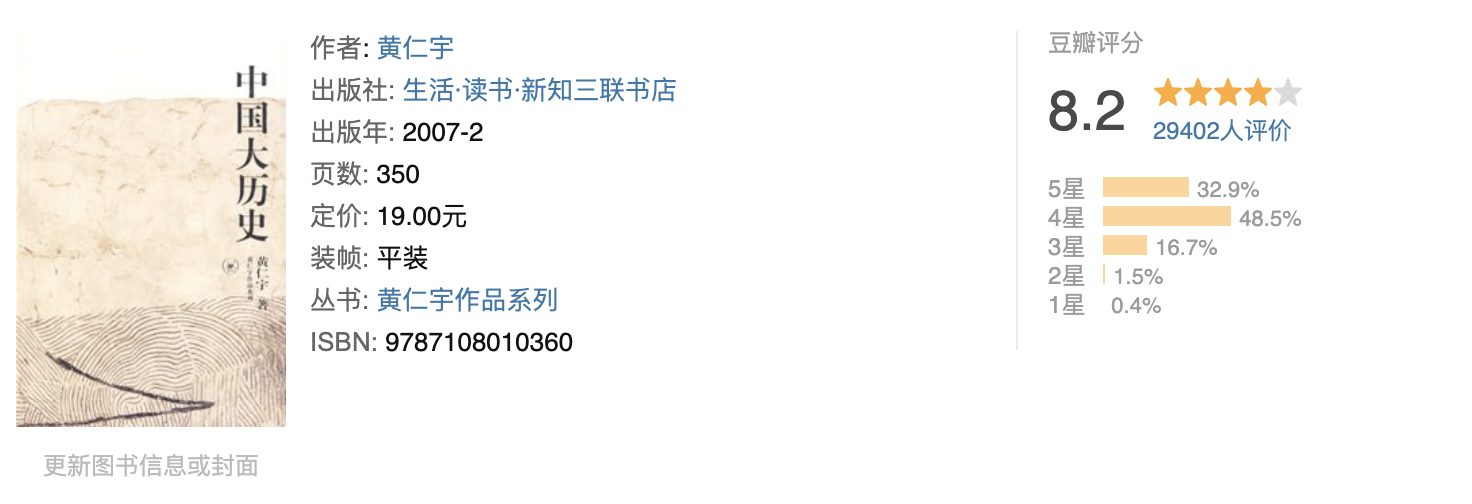 中国大历史
黄仁宇 著
黄仁宇作品系列
作者: 黄仁宇
出版社: 生活·读书·新知三联书店
出版年: 2007-2
页数: 350
定价: 19.00元
装帧: 平装
丛书: 黄仁宇作品系列
ISBN: 9787108010360
更新图书信息或封面
豆瓣评分
8.2
29402人评价
5星 32.9%
4星 48.5%
3星 16.7%
2星 1.5%
1星 0.4%